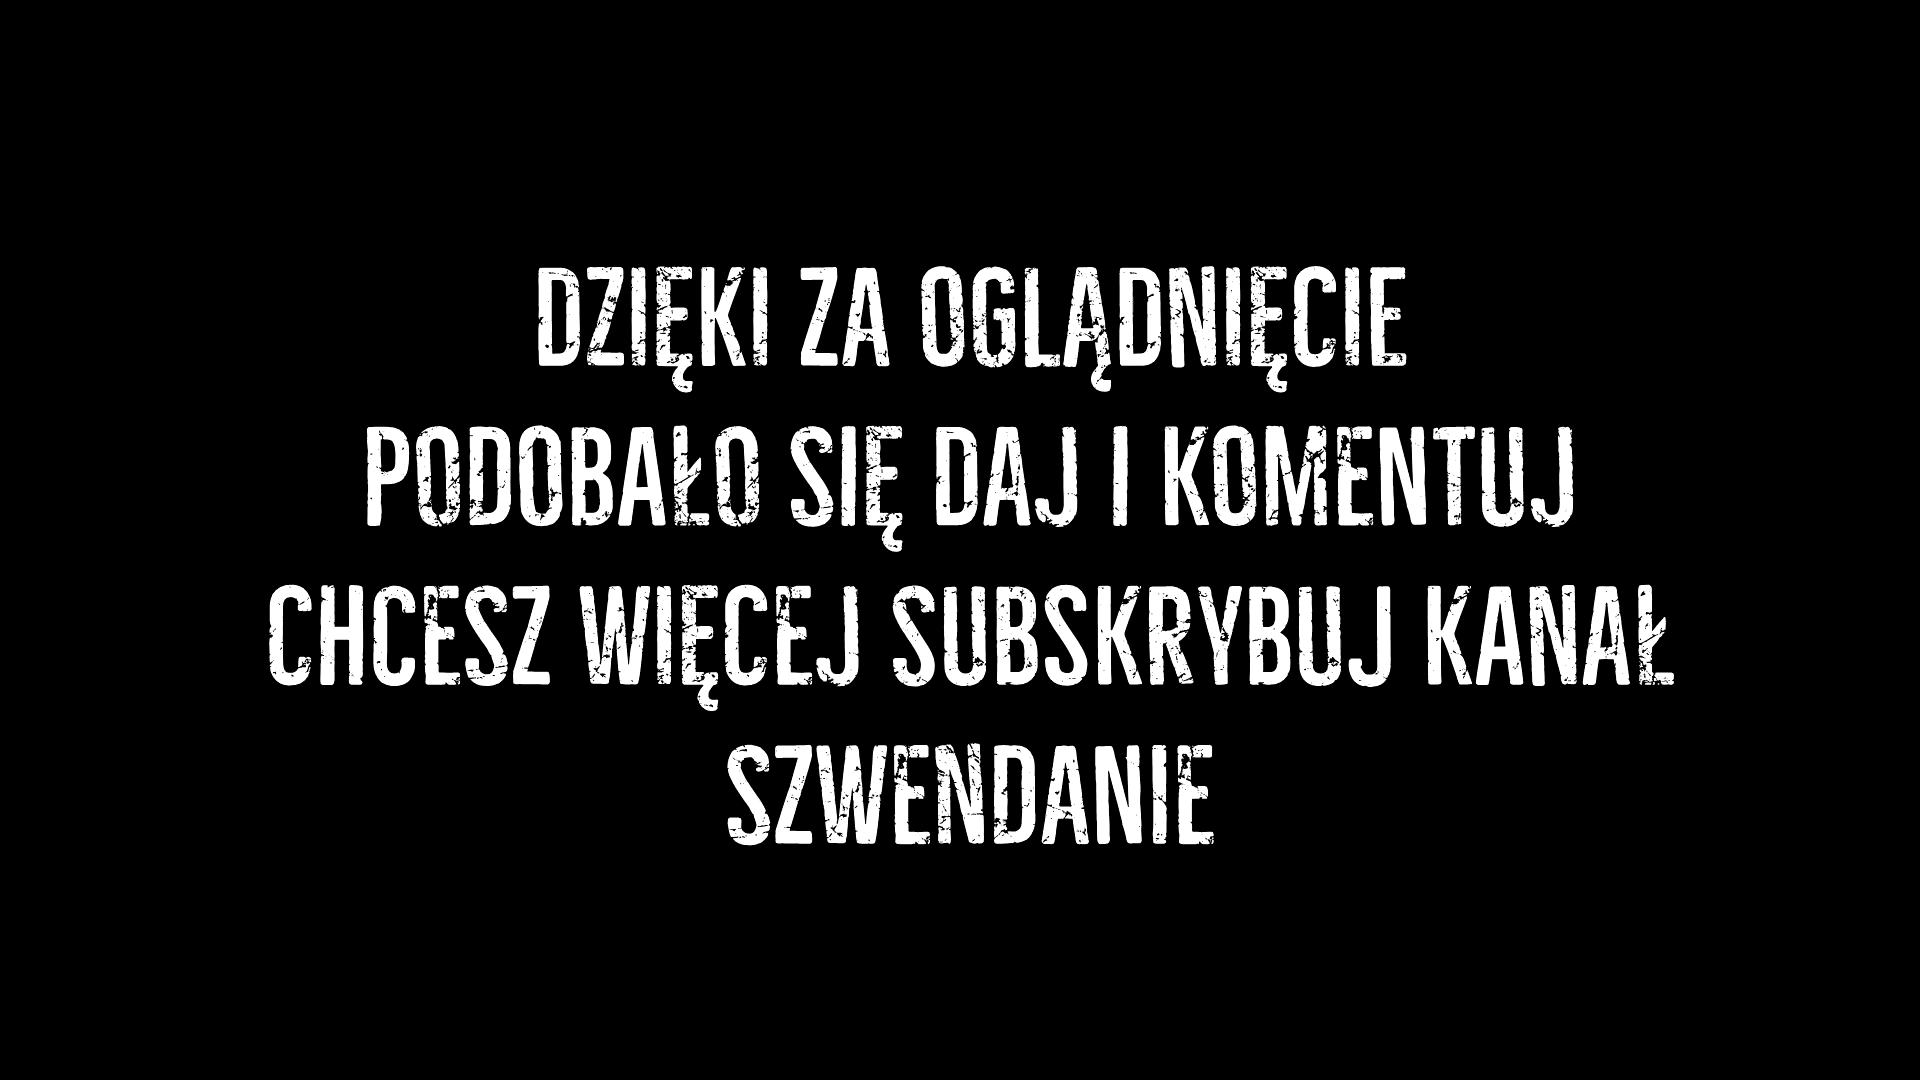 DZIĘKI ZA OGLĄDNIĘCIE
PODOBAŁO SIĘ DAJ I KOMENTUJ
CHCESZ WIĘCEJ SUBSKRYBUJ KANAŁ
SZWENDANIE